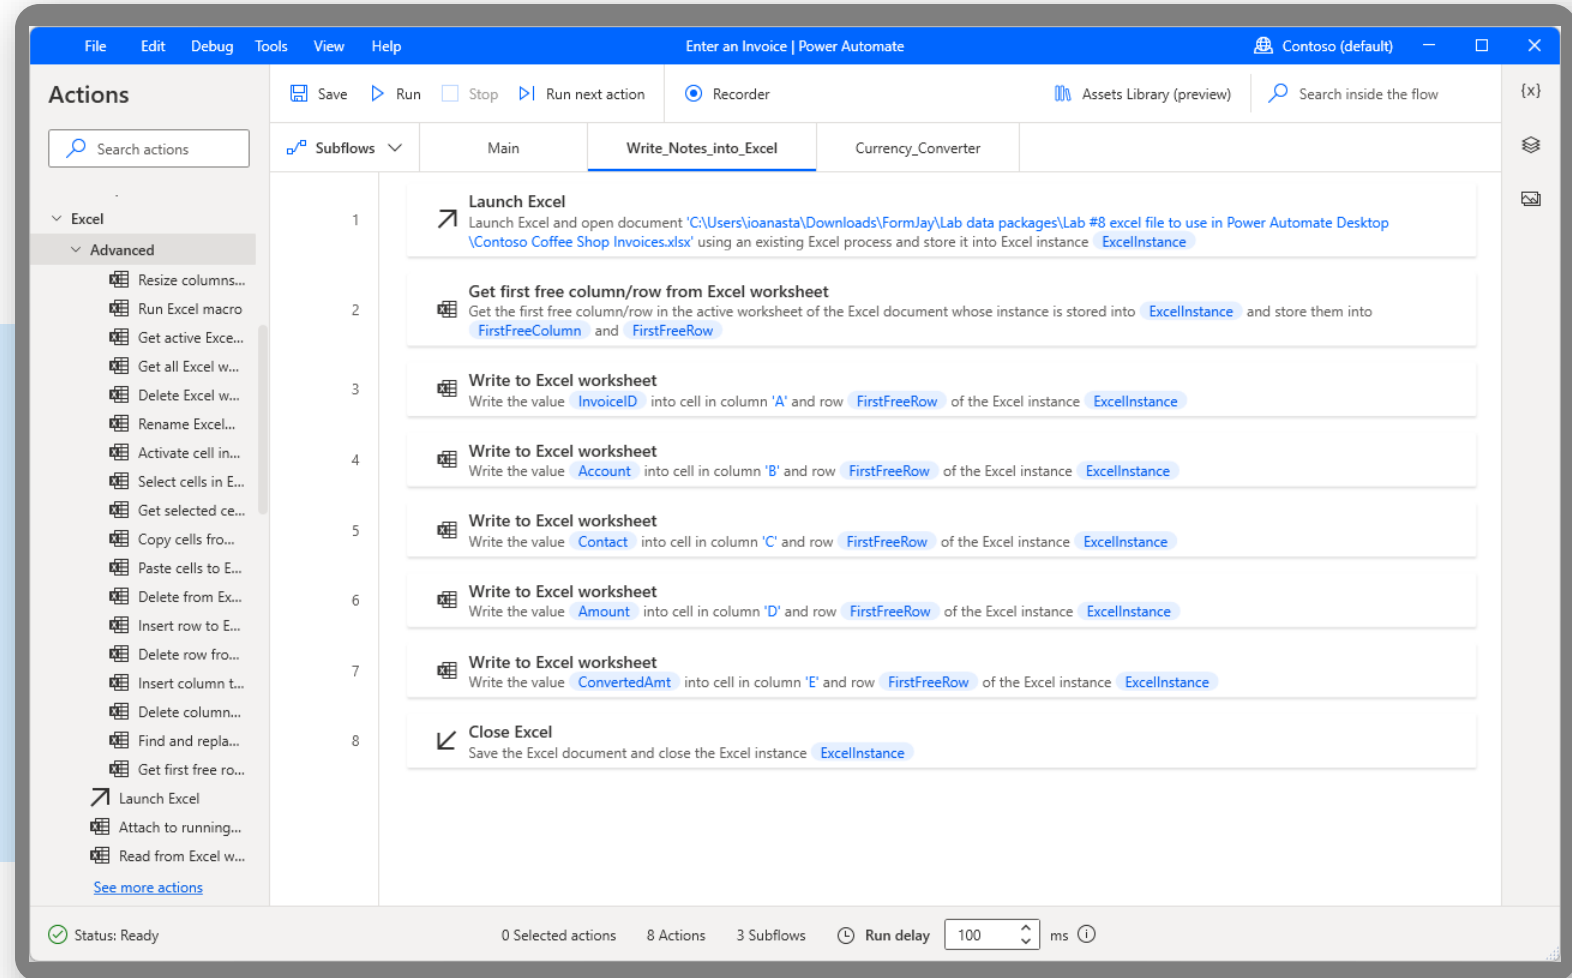 File Edit Debug Tools View Help Enter an Invoice | Power Automate Contoso (default)
Actions
Search actions
Save Run Stop Run next action Recorder Assets Library (preview) Search inside the flow {x}
Subflows Main Write_Notes_into_Excel Currency_Converter
Excel
Advanced
Resize columns...
Run Excel macro
Get active Exce...
Get all Excel w...
Delete Excel w...
Rename Excel...
Activate cell in...
Select cells in E...
Get selected ce...
Copy cells fro...
Paste cells to E...
Delete from Ex...
Insert row to E...
Delete row fro...
Insert column t...
Delete column...
Find and repla...
Get first free ro...
Launch Excel
Attach to running...
Read from Excel w...
See more actions
1
Launch Excel
Launch Excel and open document 'C:\Users\ioanasta\Downloads\FormJay\Lab data packages\Lab #8 excel file to use in Power Automate Desktop
\Contoso Coffee Shop Invoices.xlsx' using an existing Excel process and store it into Excel instance ExcelInstance
2
Get first free column/row from Excel worksheet
Get the first free column/row in the active worksheet of the Excel document whose instance is stored into ExcelInstance and store them into
FirstFreeColumn and FirstFreeRow
3
Write to Excel worksheet
Write the value InvoiceID into cell in column 'A' and row FirstFreeRow of the Excel instance ExcelInstance
4
Write to Excel worksheet
Write the value Account into cell in column 'B' and row FirstFreeRow of the Excel instance ExcelInstance
5
Write to Excel worksheet
Write the value Contact into cell in column 'C' and row FirstFreeRow of the Excel instance ExcelInstance
6
Write to Excel worksheet
Write the value Amount into cell in column 'D' and row FirstFreeRow of the Excel instance ExcelInstance
7
Write to Excel worksheet
Write the value ConvertedAmt into cell in column 'E' and row FirstFreeRow of the Excel instance ExcelInstance
8
Close Excel
Save the Excel document and close the Excel instance ExcelInstance
Status: Ready 0 Selected actions 8 Actions 3 Subflows Run delay 100 ms